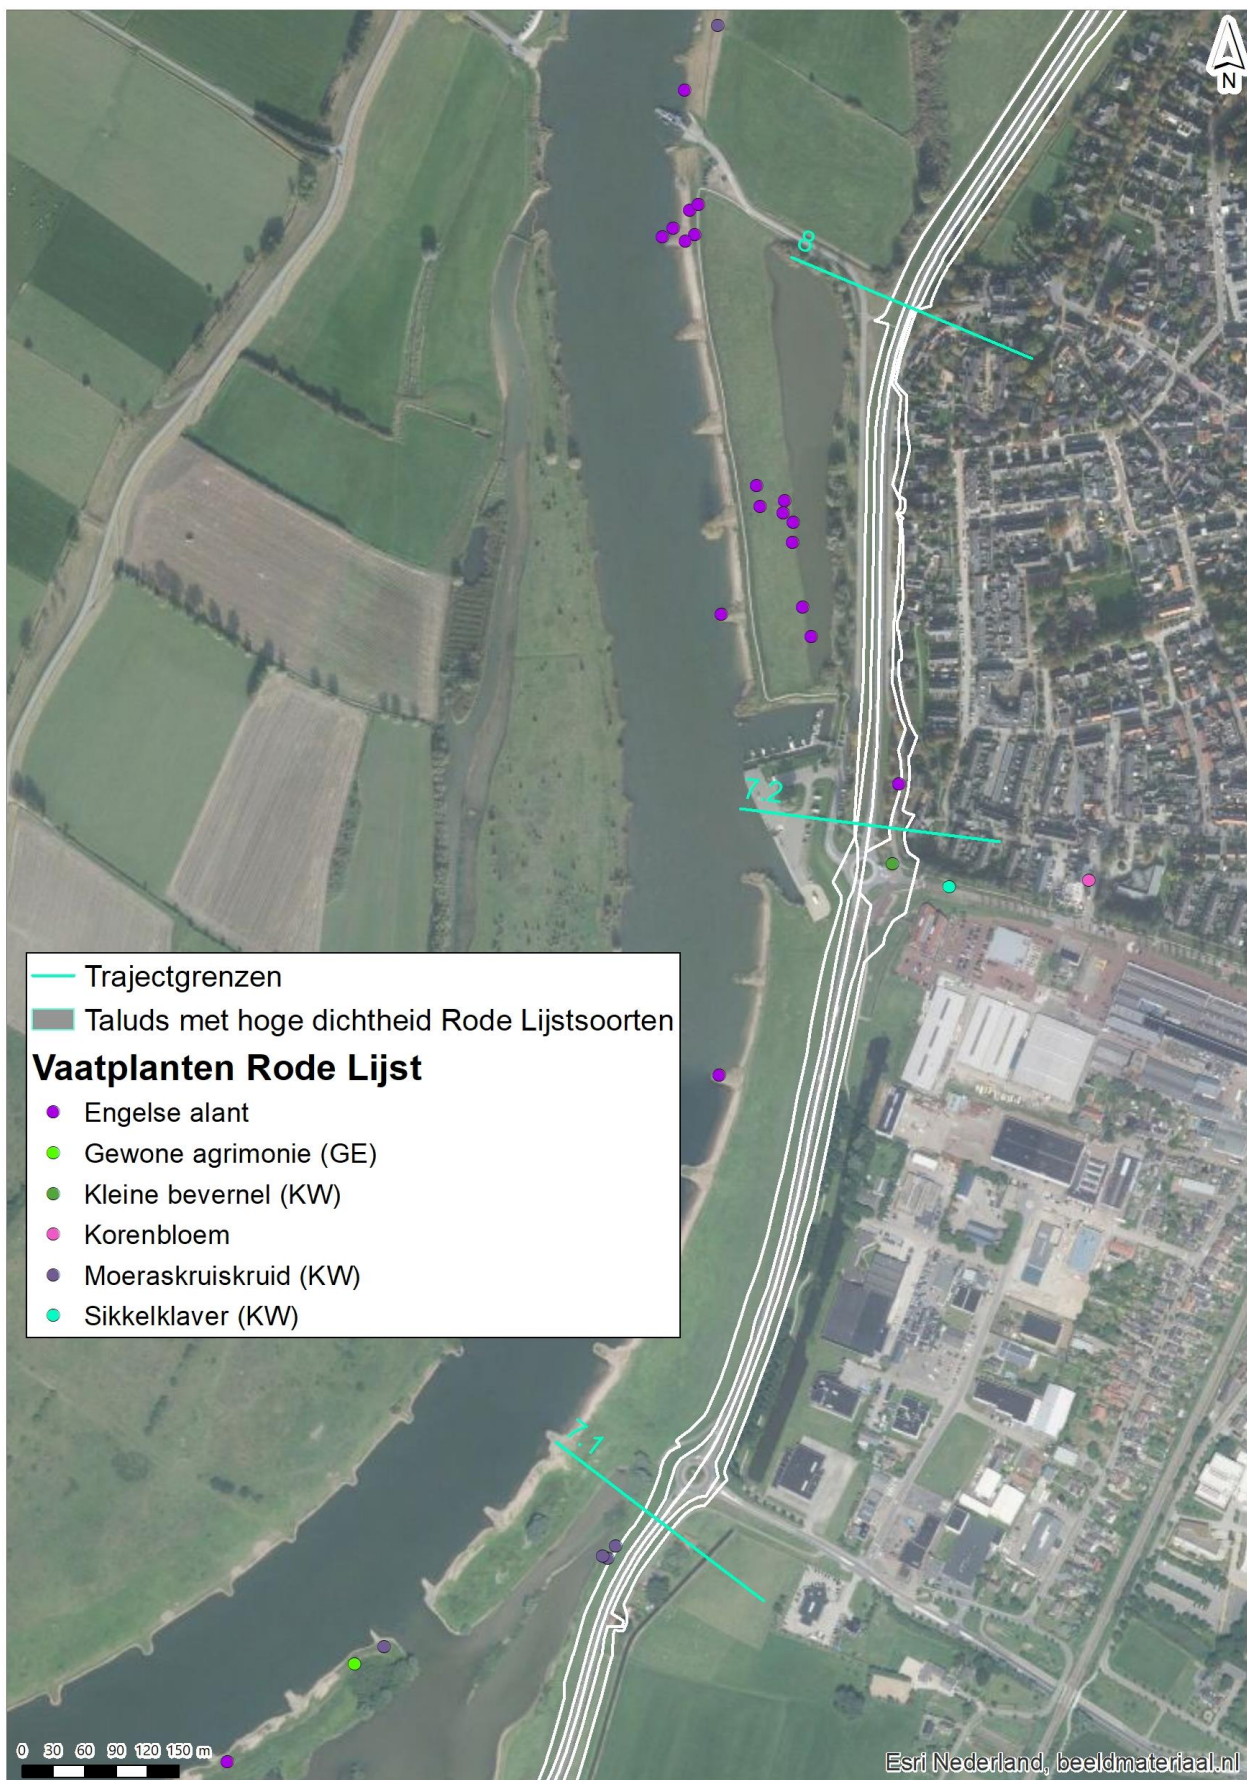 N
8
7.2
Trajectgrenzen
Taluds met hoge dichtheid Rode Lijstsoorten
Vaatplanten Rode Lijst
Engelse alant
Gewone agrimonie (GE)
Kleine bevernel (KW)
Korenbloem
Moeraskruiskruid (KW)
Sikkelklaver (KW)
7.1
0 30 60 90 120 150 m
Esri Nederland, beeldmateriaal.nl